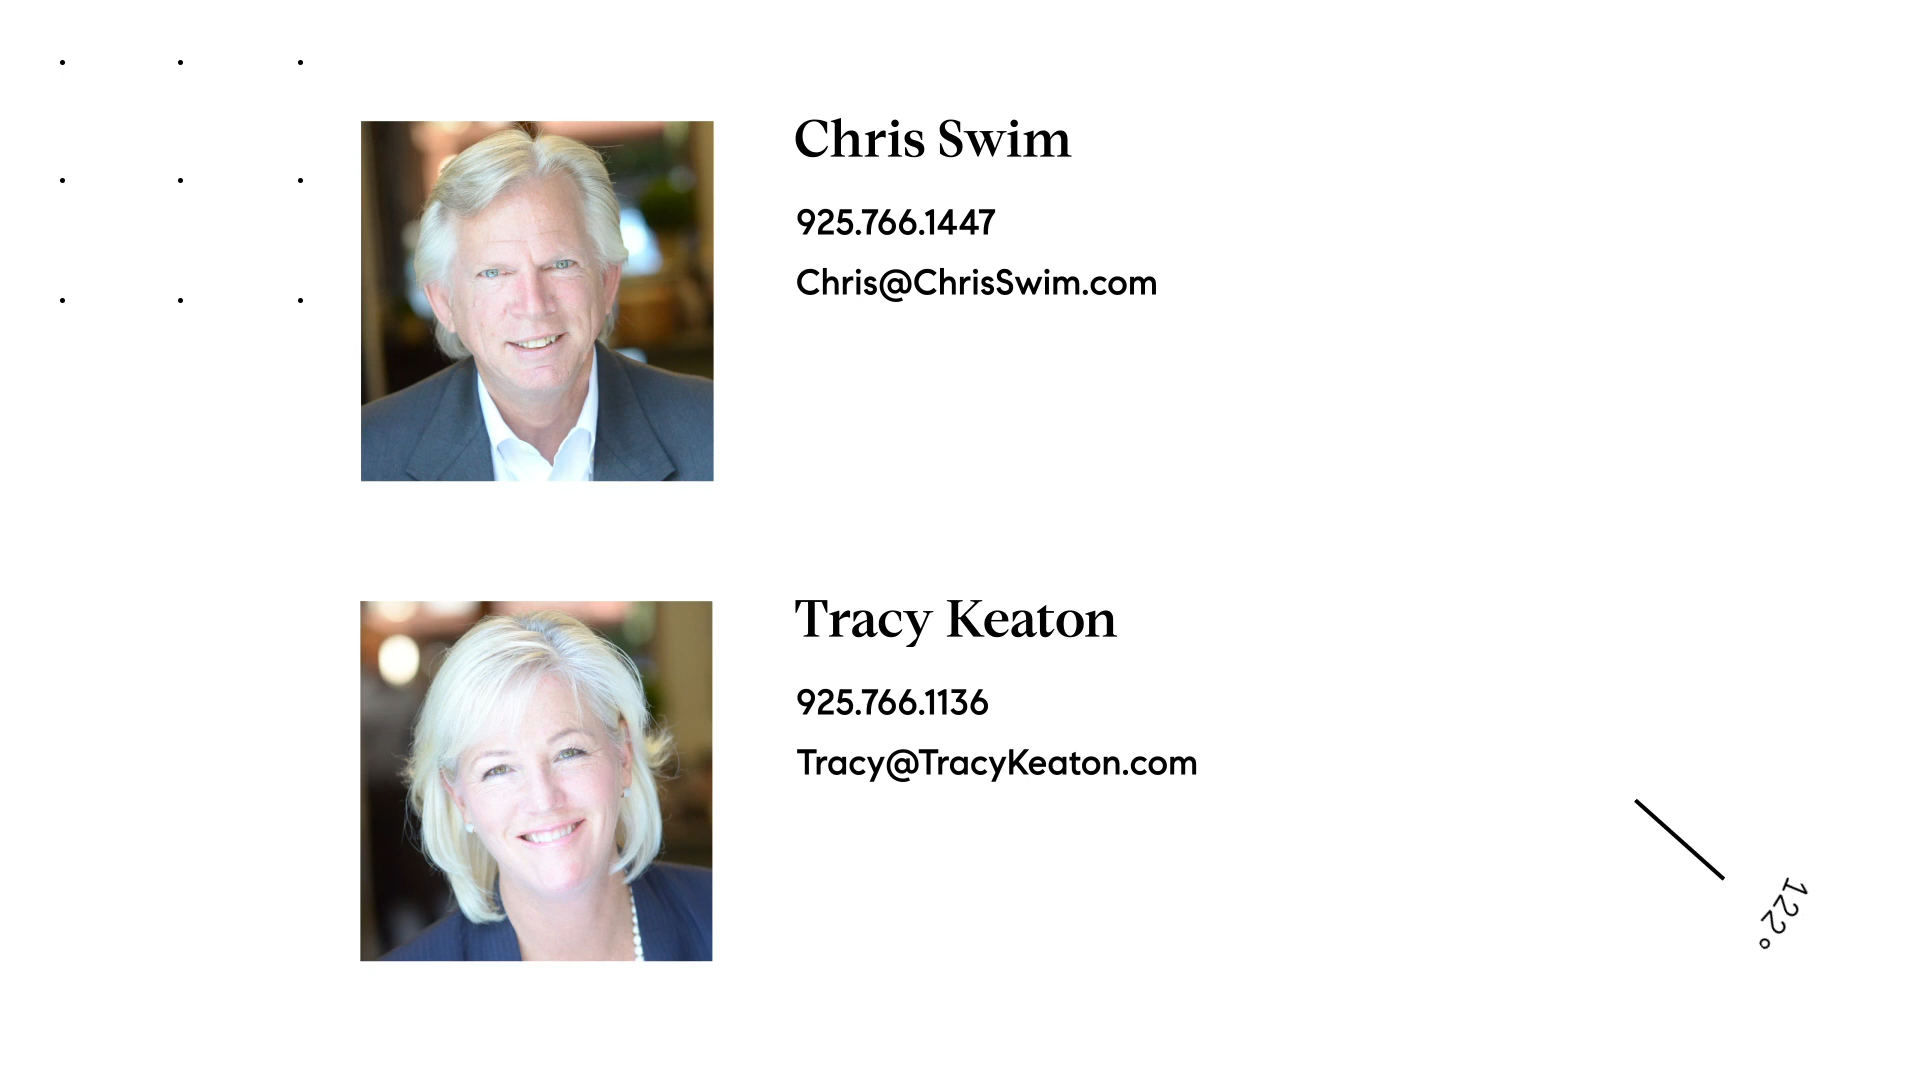 Chris Swim
925.766.1447
Chris@ChrisSwim.com
Tracy Keaton
925.766.1136
Tracy@TracyKeaton.com
122°